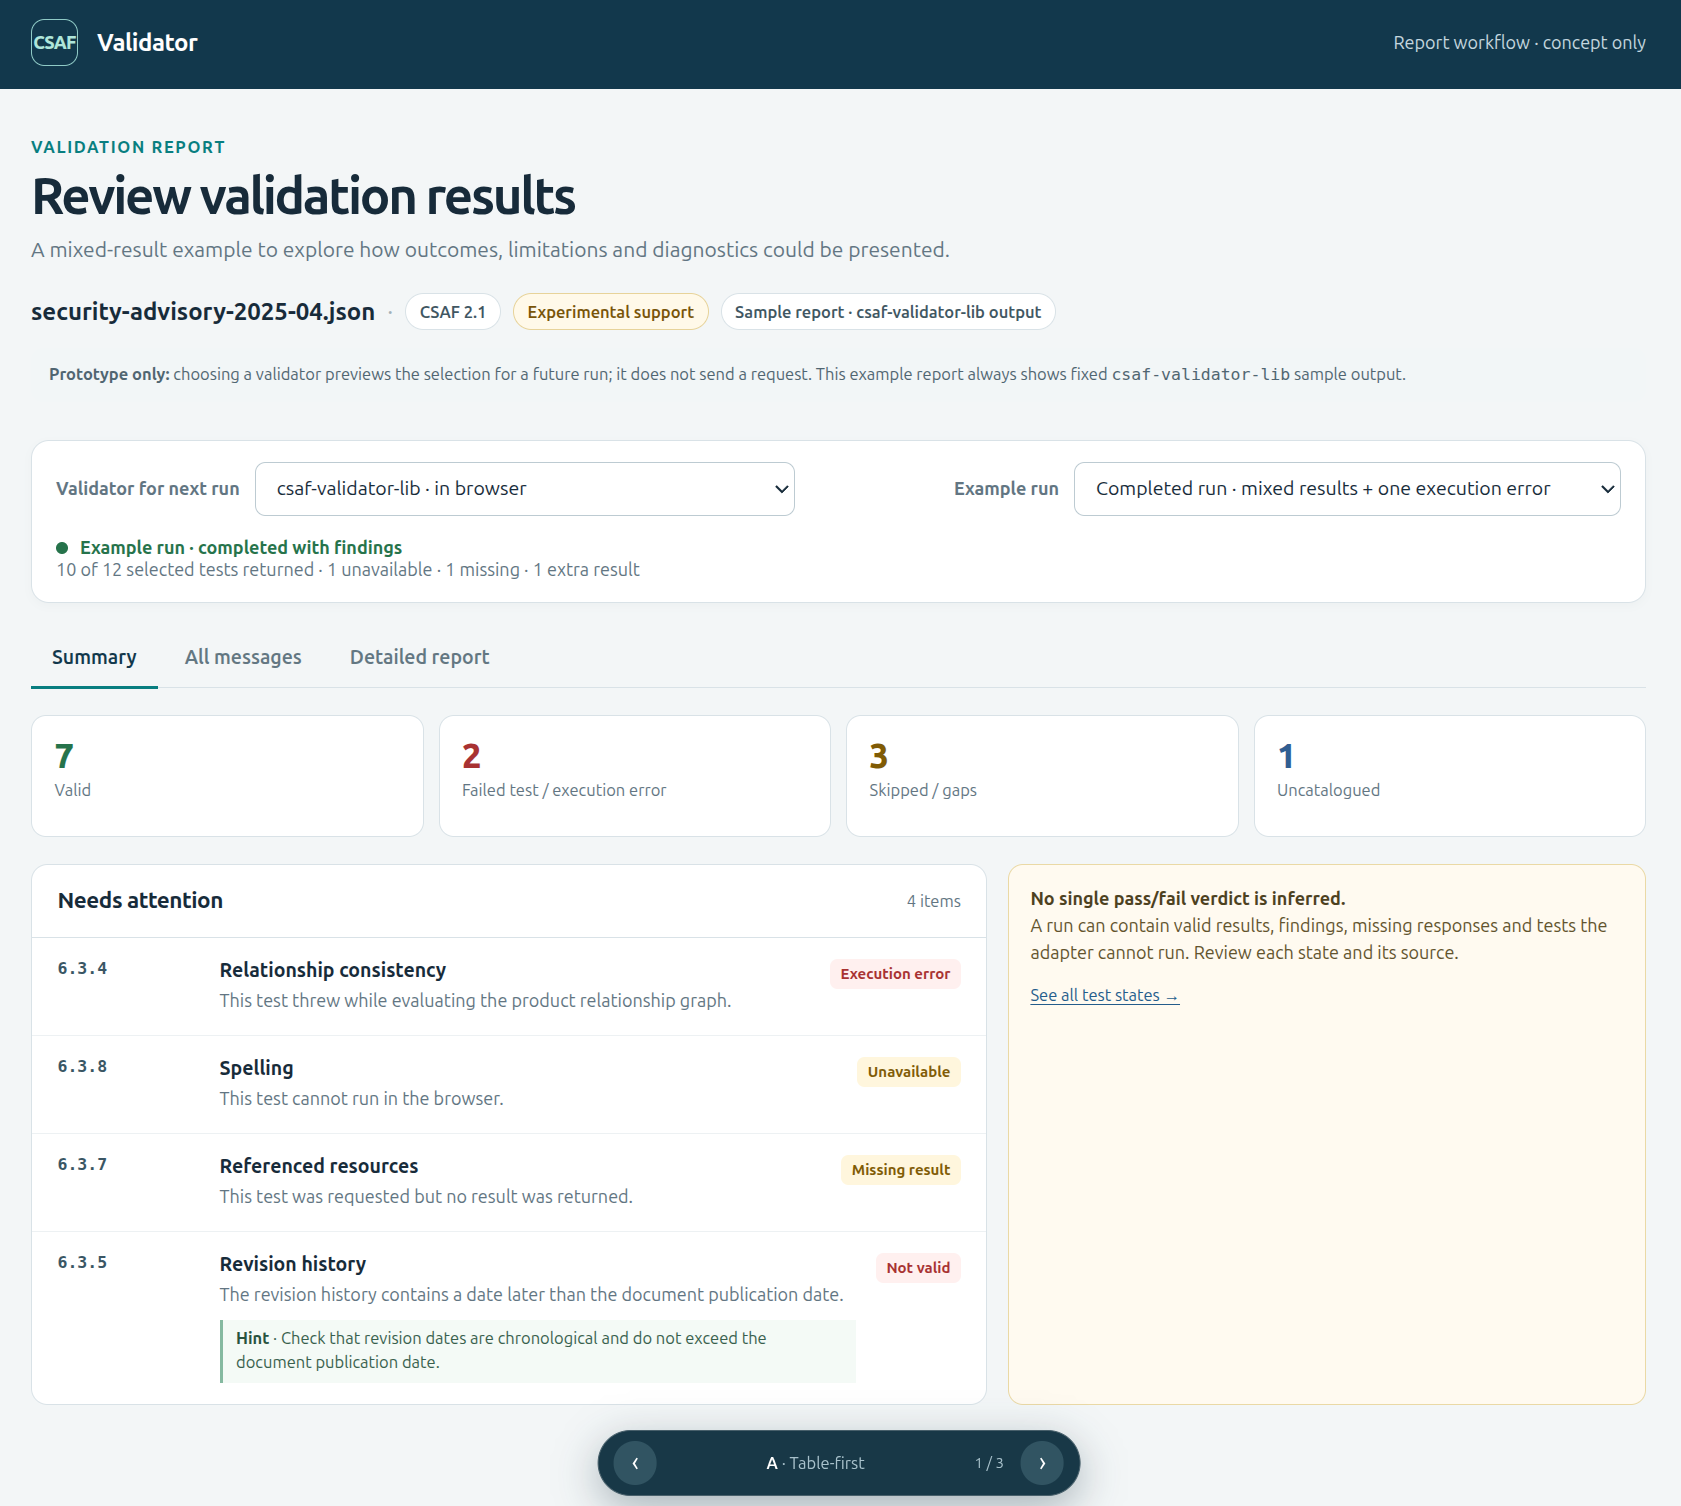 CSAF Validator
Report workflow · concept only
VALIDATION REPORT
Review validation results
A mixed-result example to explore how outcomes, limitations and diagnostics could be presented.
security-advisory-2025-04.json · CSAF 2.1 Experimental support Sample report · csaf-validator-lib output
Prototype only: choosing a validator previews the selection for a future run; it does not send a request. This example report always shows fixed csaf-validator-lib sample output.
Validator for next run csaf-validator-lib · in browser
Example run Completed run · mixed results + one execution error
Example run · completed with findings
10 of 12 selected tests returned · 1 unavailable · 1 missing · 1 extra result
Summary All messages Detailed report
7
Valid
2
Failed test / execution error
3
Skipped / gaps
1
Uncatalogued
Needs attention 4 items
6.3.4 Relationship consistency Execution error
This test threw while evaluating the product relationship graph.
6.3.8 Spelling Unavailable
This test cannot run in the browser.
6.3.7 Referenced resources Missing result
This test was requested but no result was returned.
6.3.5 Revision history Not valid
The revision history contains a date later than the document publication date.
Hint · Check that revision dates are chronological and do not exceed the
document publication date.
No single pass/fail verdict is inferred.
A run can contain valid results, findings, missing responses and tests the
adapter cannot run. Review each state and its source.
See all test states →
‹ A · Table-first 1 / 3 ›